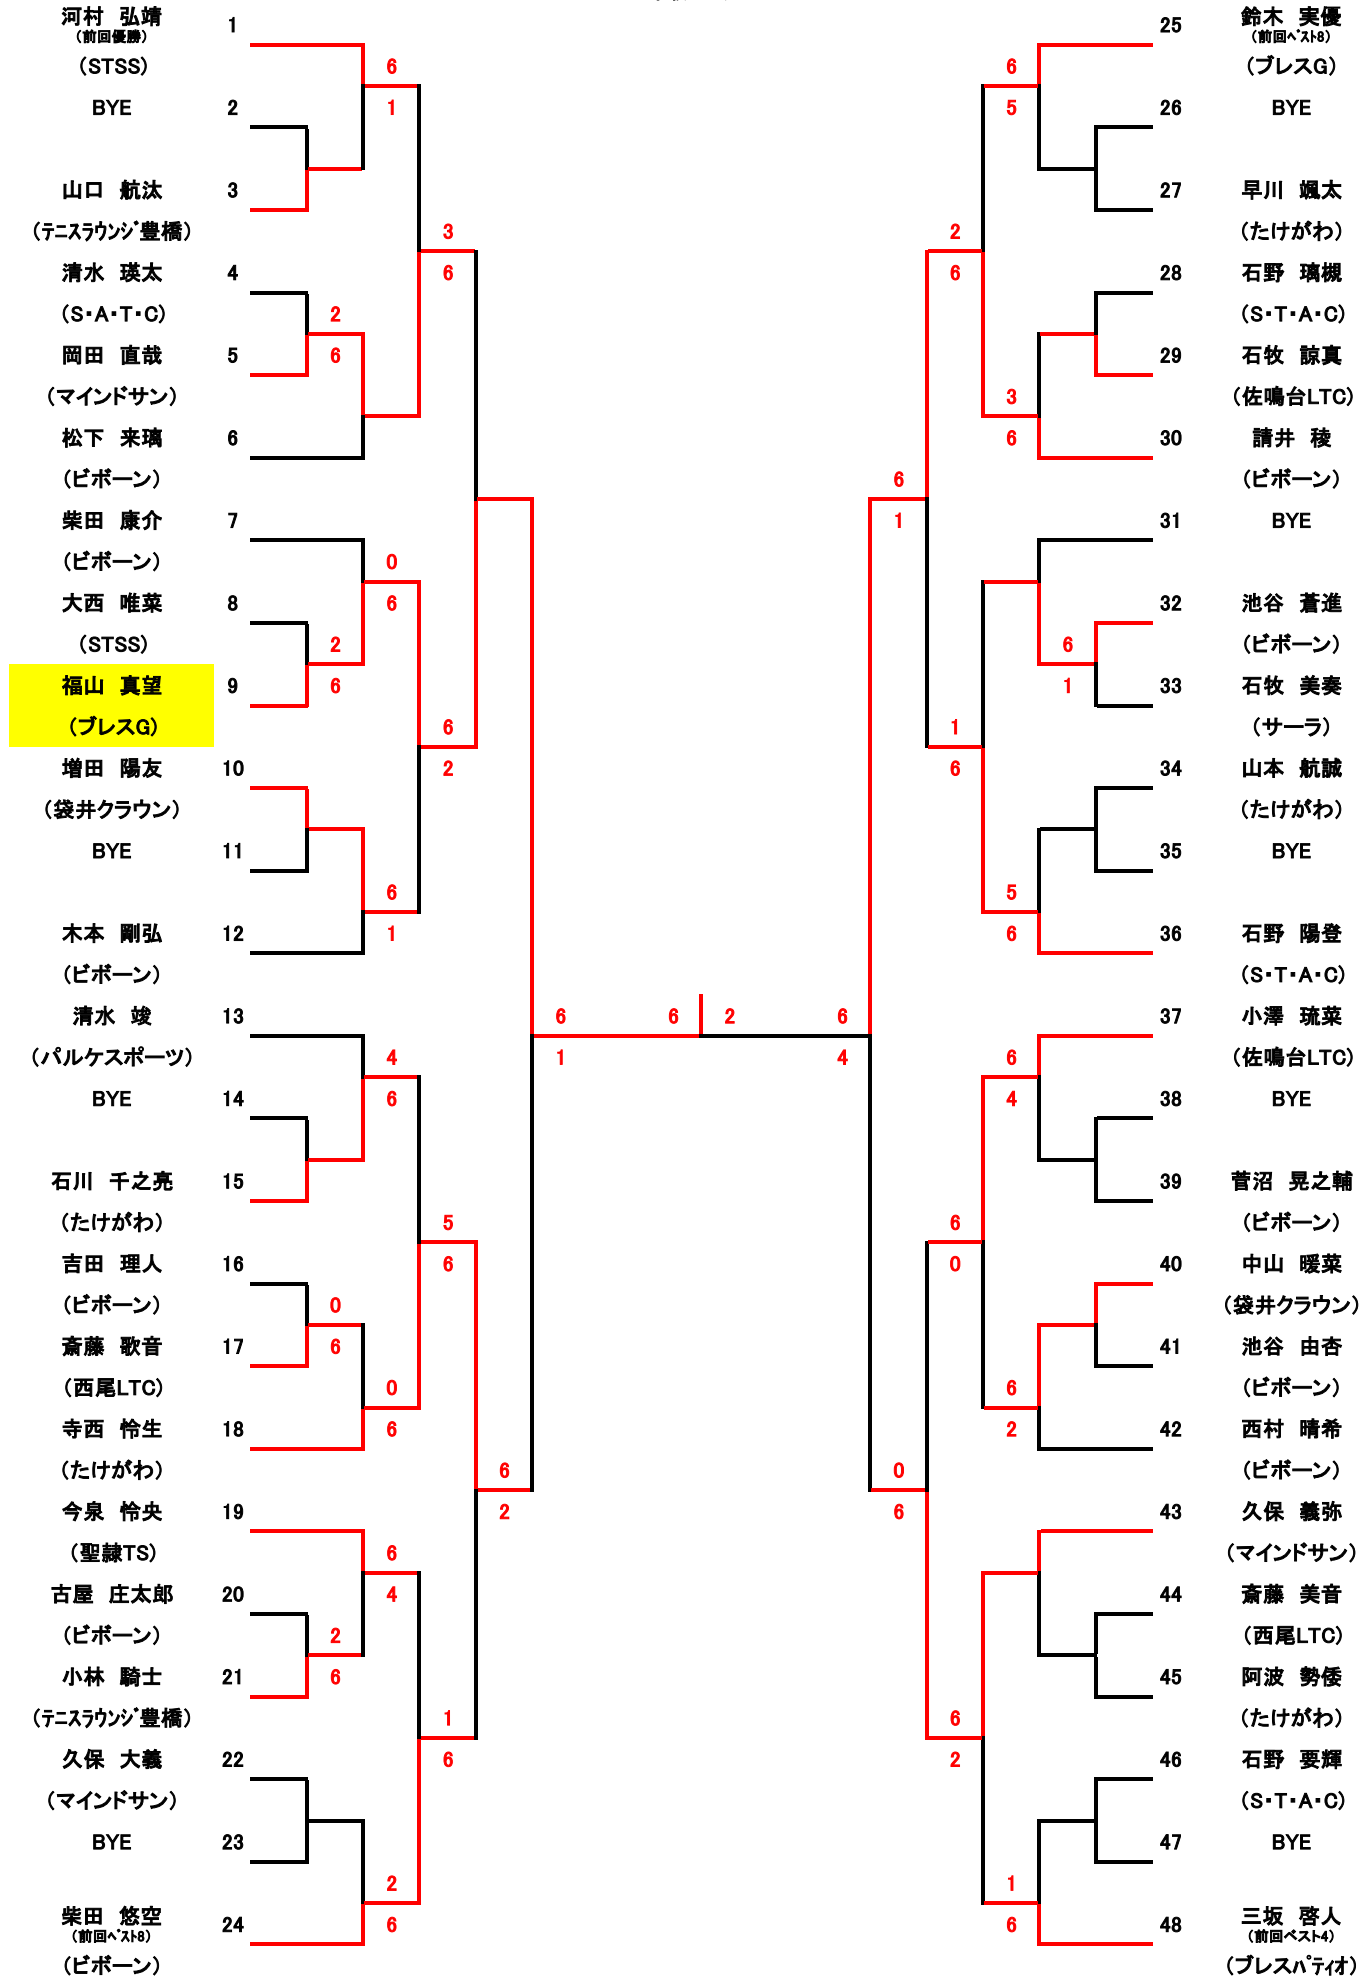 河村 弘靖 1
(前回優勝)
(STSS)
BYE 2
山口 航汰 3
(テニスラウンジ豊橋)
清水 瑛太 4
(S・A・T・C)
岡田 直哉 5
(マインドサン)
松下 来璃 6
(ビボーン)
柴田 康介 7
(ビボーン)
大西 唯菜 8
(STSS)
福山 真望 9
(ブレスG)
増田 陽友 10
(袋井クラウン)
BYE 11
木本 剛弘 12
(ビボーン)
清水 竣 13
(パルケスポーツ)
BYE 14
石川 千之亮 15
(たけがわ)
吉田 理人 16
(ビボーン)
斎藤 歌音 17
(西尾LTC)
寺西 怜生 18
(たけがわ)
今泉 怜央 19
(聖隷TS)
古屋 庄太郎 20
(ビボーン)
小林 騎士 21
(テニスラウンジ豊橋)
久保 大義 22
(マインドサン)
BYE 23
柴田 悠空 24
(前回ベスト8)
(ビボーン)
6
1
2
6
0
6
2
6
6
1
4
6
0
6
0
6
6
4
2
6
2
6
3
6
6
2
5
6
1
6
6
2
6
1
6
2
6
4
6
1
0
6
2
6
1
6
6
0
6
2
6
5
3
6
6
1
5
6
6
4
6
2
1
6
25 鈴木 実優
(前回ベスト8)
(ブレスG)
26 BYE
27 早川 颯太
(たけがわ)
28 石野 璃槻
(S・T・A・C)
29 石牧 諒真
(佐鳴台LTC)
30 請井 稜
(ビボーン)
31 BYE
32 池谷 蒼進
(ビボーン)
33 石牧 美奏
(サーラ)
34 山本 航誠
(たけがわ)
35 BYE
36 石野 陽登
(S・T・A・C)
37 小澤 琉菜
(佐鳴台LTC)
38 BYE
39 菅沼 晃之輔
(ビボーン)
40 中山 暖菜
(袋井クラウン)
41 池谷 由杏
(ビボーン)
42 西村 晴希
(ビボーン)
43 久保 義弥
(マインドサン)
44 斎藤 美音
(西尾LTC)
45 阿波 勢倭
(たけがわ)
46 石野 要輝
(S・T・A・C)
47 BYE
48 三坂 啓人
(前回ベスト4)
(ブレスパティオ)